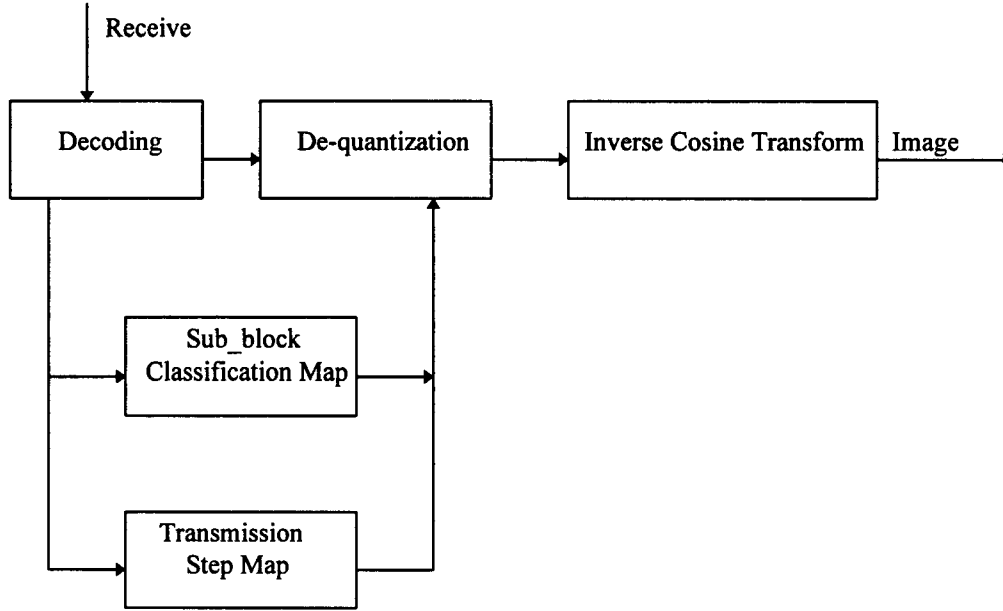 Receive
Decoding
De-quantization
Inverse Cosine Transform
Image
Sub_block
Classification Map
Transmission
Step Map